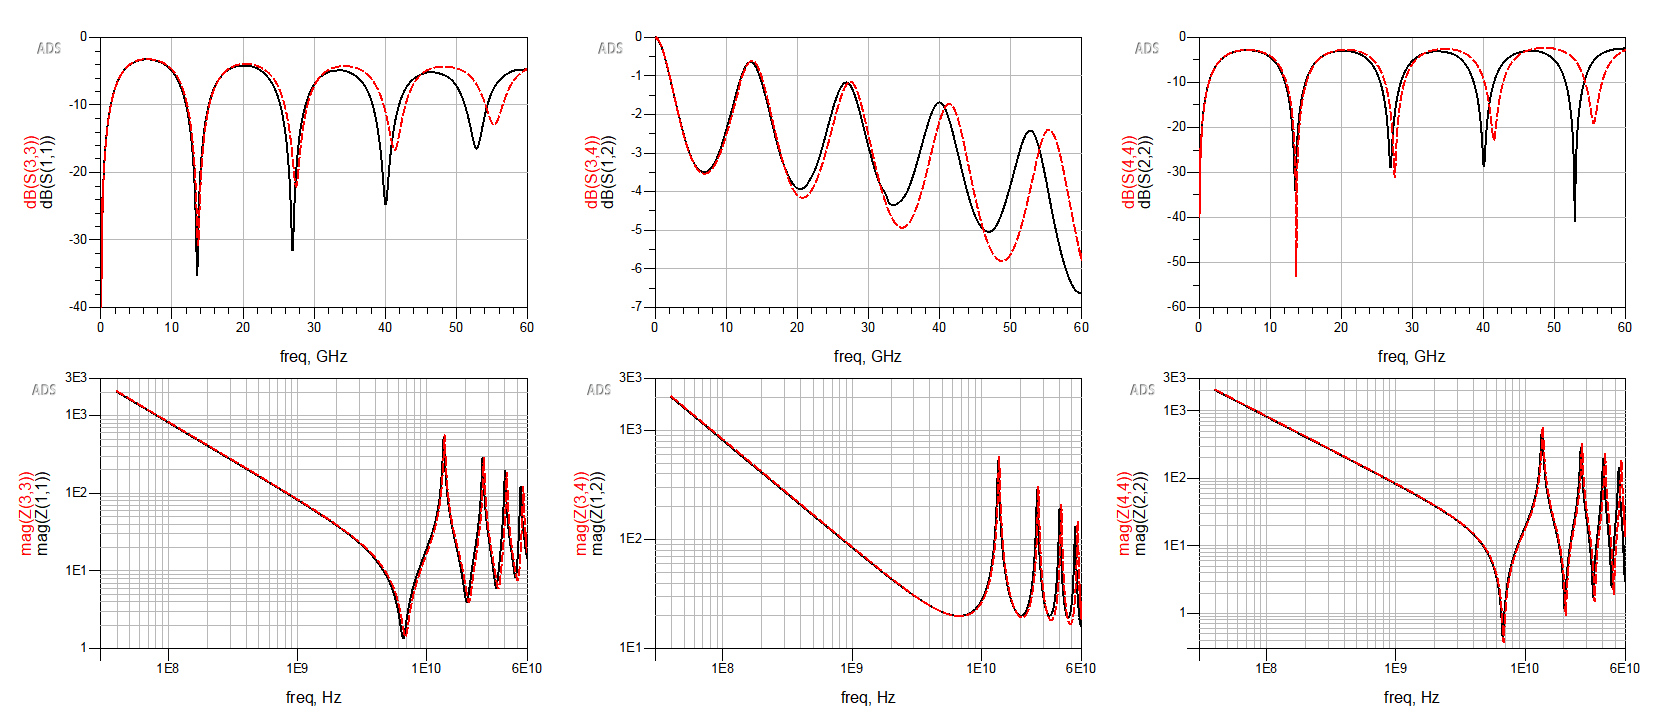 ADS
dB(S(3,3))
dB(S(1,1))
0
-10
-20
-30
-40
0 10 20 30 40 50 60
freq, GHz
ADS
dB(S(3,4))
dB(S(1,2))
0
-1
-2
-3
-4
-5
-6
-7
0 10 20 30 40 50 60
freq, GHz
ADS
dB(S(4,4))
dB(S(2,2))
0
-10
-20
-30
-40
-50
-60
0 10 20 30 40 50 60
freq, GHz
ADS
mag(Z(3,3))
mag(Z(1,1))
3E3
1E3
1E2
1E1
1
1E8 1E9 1E10 6E10
freq, Hz
ADS
mag(Z(3,4))
mag(Z(1,2))
3E3
1E3
1E2
1E1
1E8 1E9 1E10 6E10
freq, Hz
ADS
mag(Z(4,4))
mag(Z(2,2))
3E3
1E3
1E2
1E1
1
1E8 1E9 1E10 6E10
freq, Hz